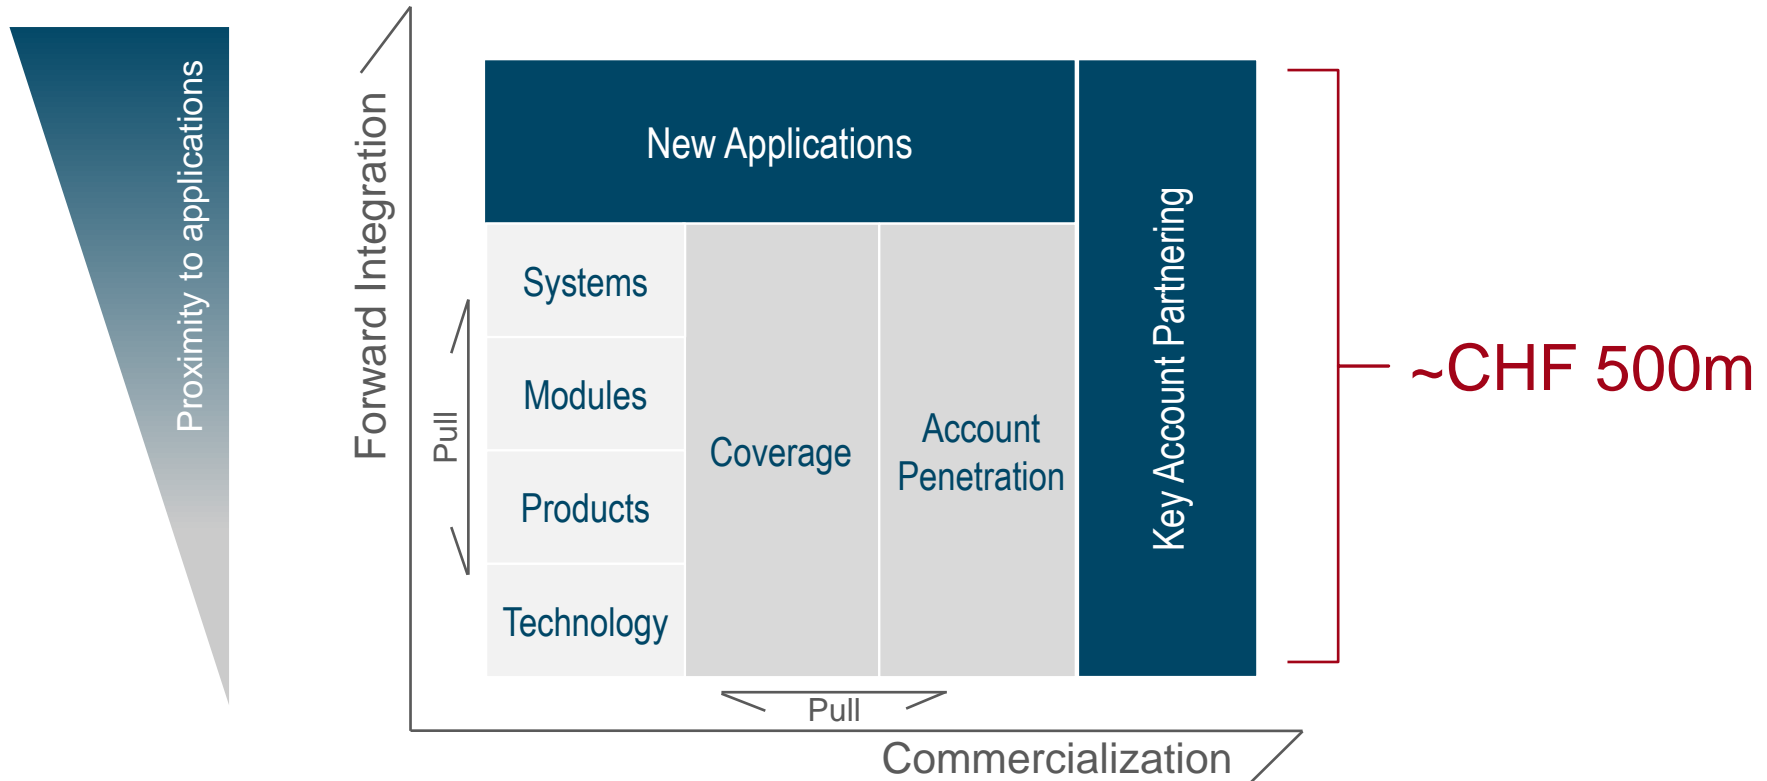 Proximity to applications
Forward Integration
New Applications
Systems
Modules
Products
Technology
Pull
Coverage
Account
Penetration
Key Account Partnering
~CHF 500m
Pull
Commercialization